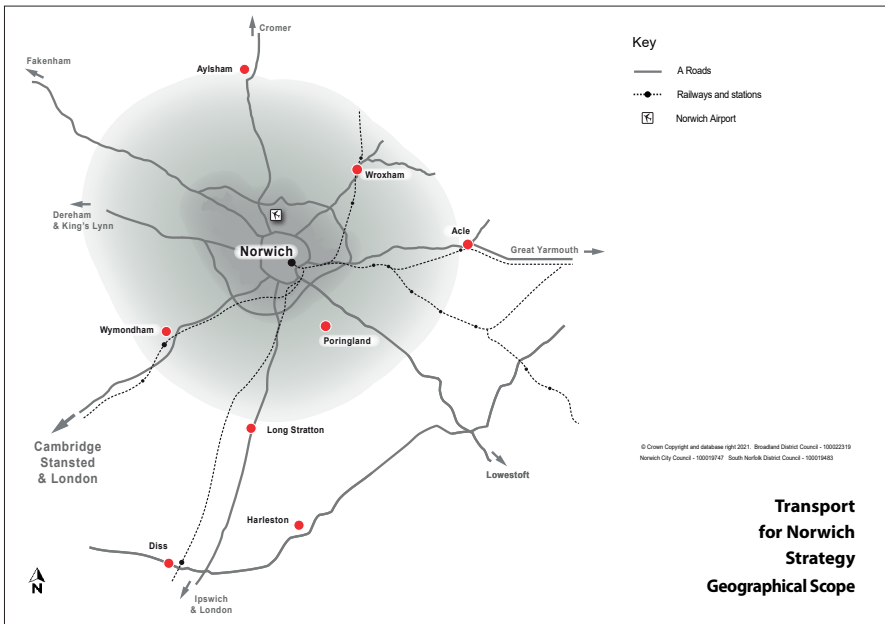 Cromer
Fakenham
Aylsham
Key
A Roads
Railways and stations
Norwich Airport
Wroxham
Dereham
& King's Lynn
Acle
Great Yarmouth
Norwich
Wymondham
Poringland
Cambridge
Stansted
& London
Long Stratton
© Crown Copyright and database right 2021. Broadland District Council - 100022319
Norwich City Council - 100019747 South Norfolk District Council - 100019483
Lowestoft
Harleston
Diss
Ipswich
& London
N
Transport
for Norwich
Strategy
Geographical Scope